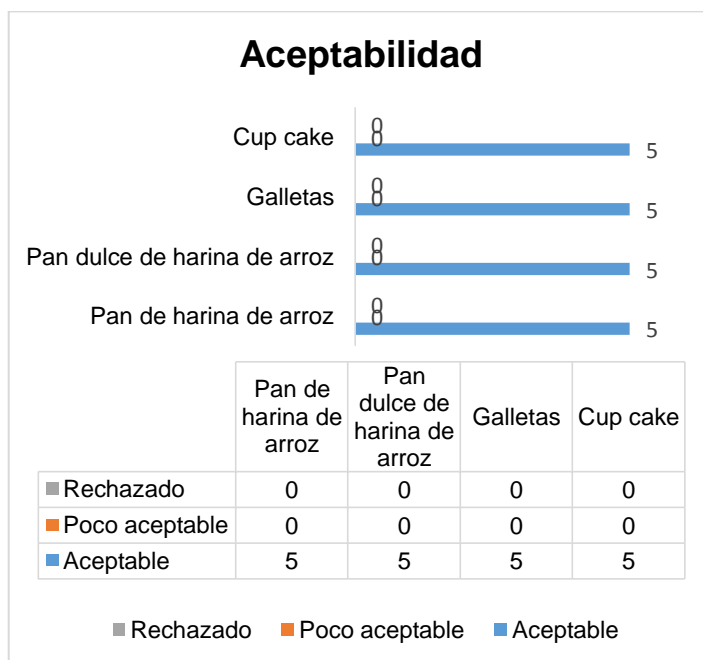 Aceptabilidad
Cup cake
0
0
5
Galletas
0
0
5
Pan dulce de harina de arroz
0
0
5
Pan de harina de arroz
0
0
5
Pan de harina de arroz
Pan dulce de harina de arroz
Galletas
Cup cake
Rechazado 0 0 0 0
Poco aceptable 0 0 0 0
Aceptable 5 5 5 5
Rechazado Poco aceptable Aceptable